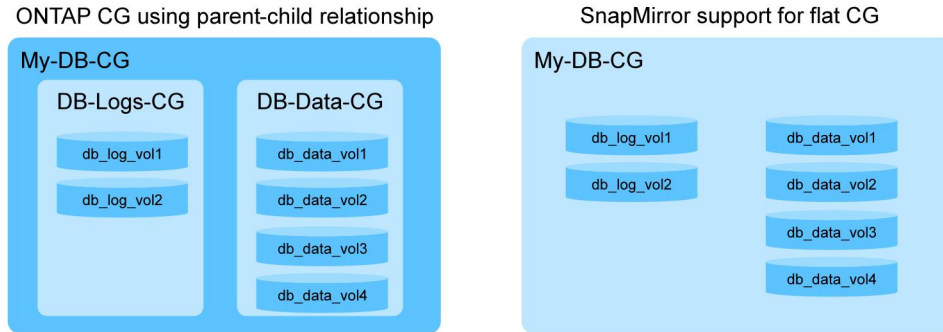 ONTAP CG using parent-child relationship
My-DB-CG
DB-Logs-CG
db_log_vol1
db_log_vol2
DB-Data-CG
db_data_vol1
db_data_vol2
db_data_vol3
db_data_vol4
SnapMirror support for flat CG
My-DB-CG
db_log_vol1
db_log_vol2
db_data_vol1
db_data_vol2
db_data_vol3
db_data_vol4